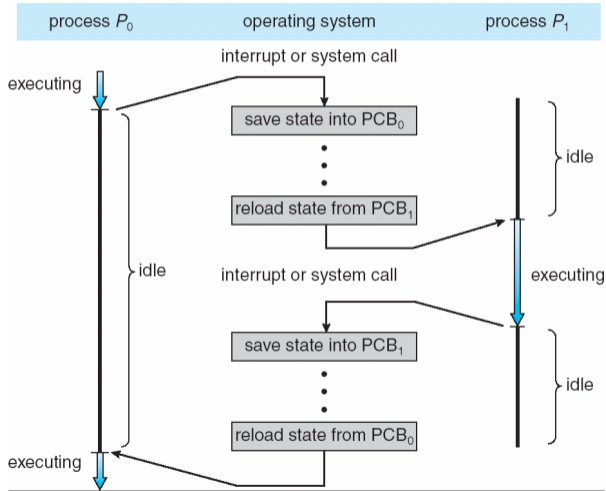 process P₀ operating system process P₁
interrupt or system call
executing
save state into PCB₀
idle
reload state from PCB₁
idle
interrupt or system call
executing
save state into PCB₁
idle
reload state from PCB₀
executing